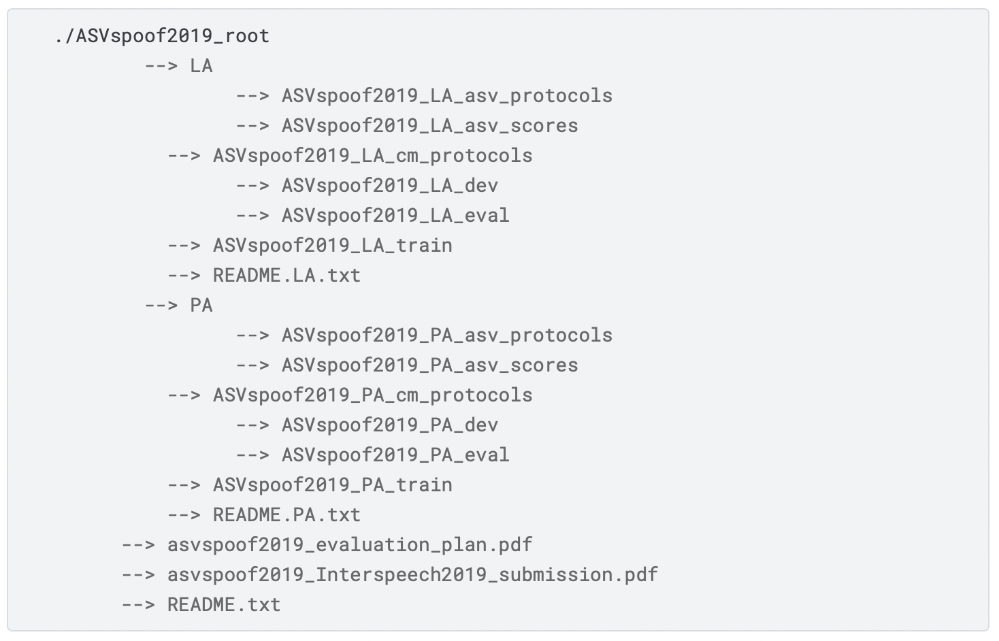 ./ASVspoof2019_root
--> LA
--> ASVspoof2019_LA_asv_protocols
--> ASVspoof2019_LA_asv_scores
--> ASVspoof2019_LA_cm_protocols
--> ASVspoof2019_LA_dev
--> ASVspoof2019_LA_eval
--> ASVspoof2019_LA_train
--> README.LA.txt
--> PA
--> ASVspoof2019_PA_asv_protocols
--> ASVspoof2019_PA_asv_scores
--> ASVspoof2019_PA_cm_protocols
--> ASVspoof2019_PA_dev
--> ASVspoof2019_PA_eval
--> ASVspoof2019_PA_train
--> README.PA.txt
--> asvspoof2019_evaluation_plan.pdf
--> asvspoof2019_Interspeech2019_submission.pdf
--> README.txt